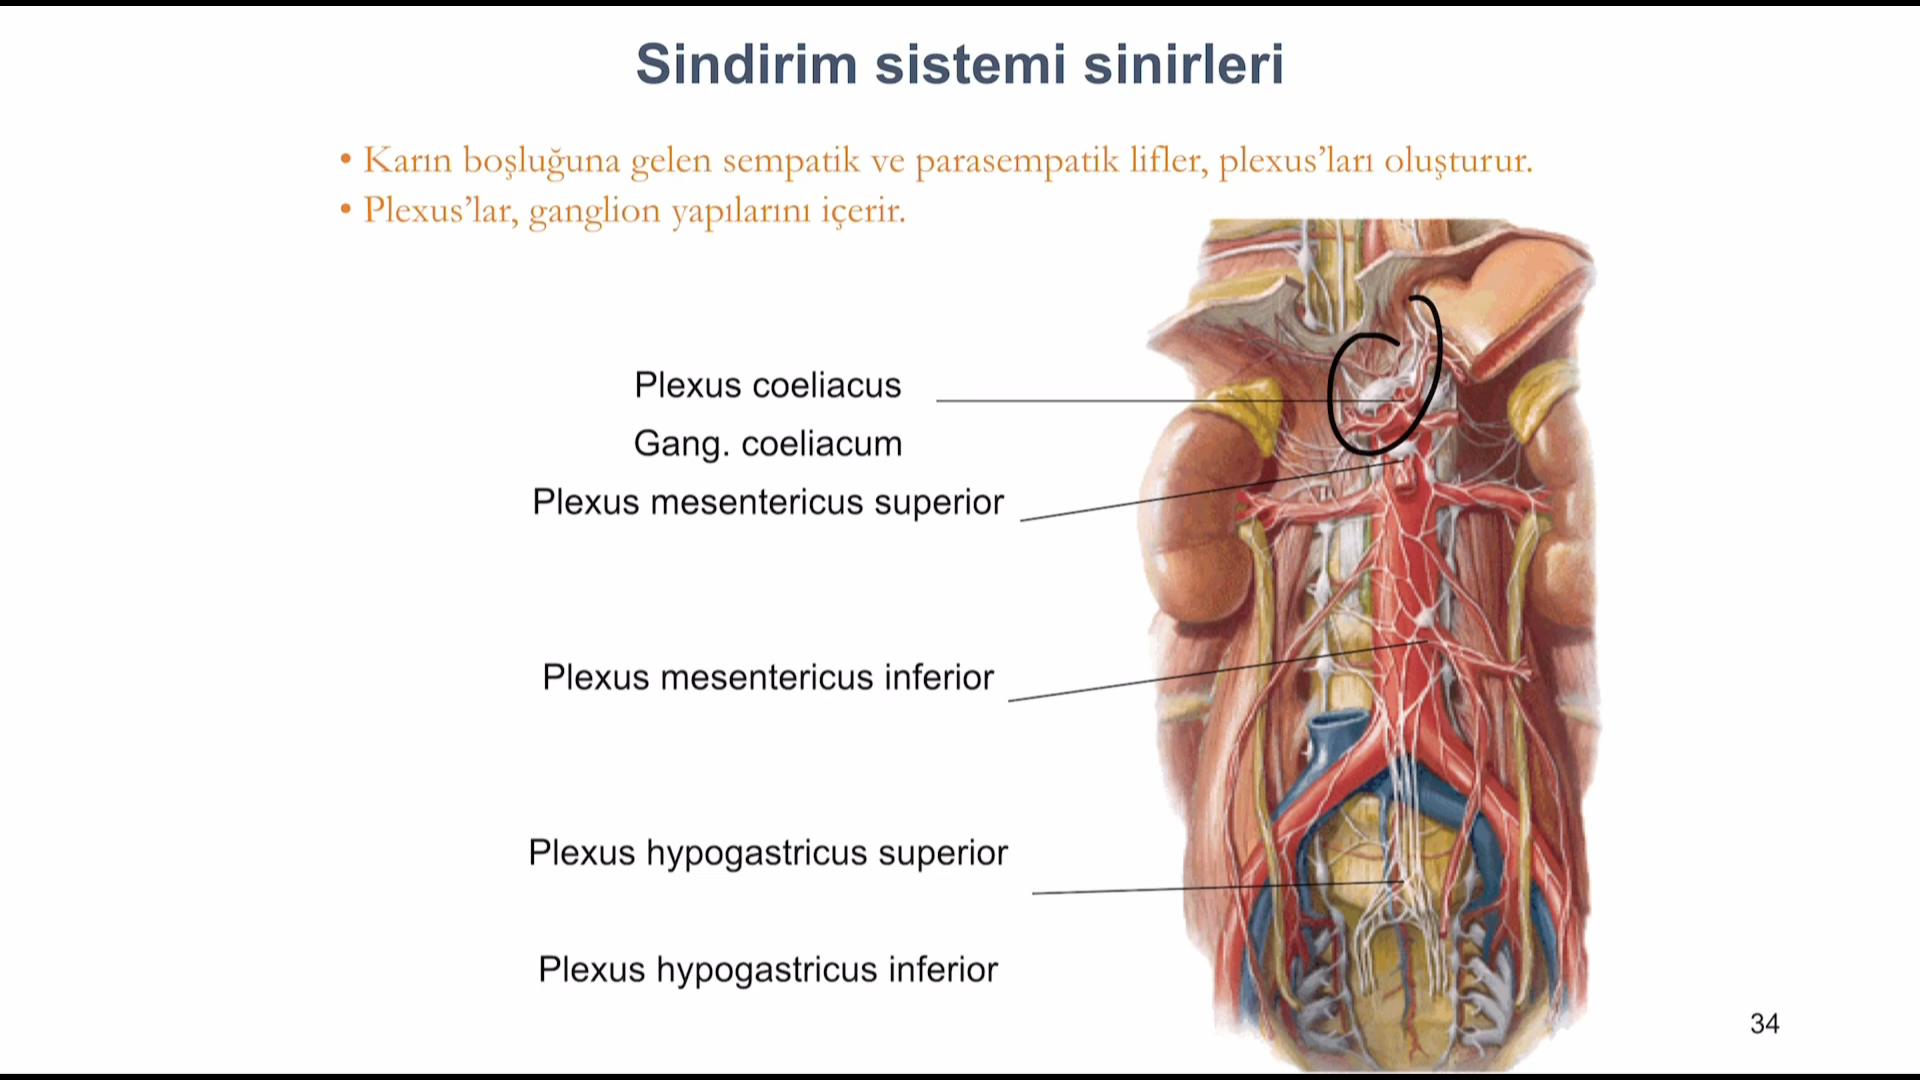 Sindirim sistemi sinirleri
• Karın boşluğuna gelen sempatik ve parasempatik lifler, plexus’ları oluşturur.
• Plexus’lar, ganglion yapılarını içerir.
Plexus coeliacus
Gang. coeliacum
Plexus mesentericus superior
Plexus mesentericus inferior
Plexus hypogastricus superior
Plexus hypogastricus inferior
34